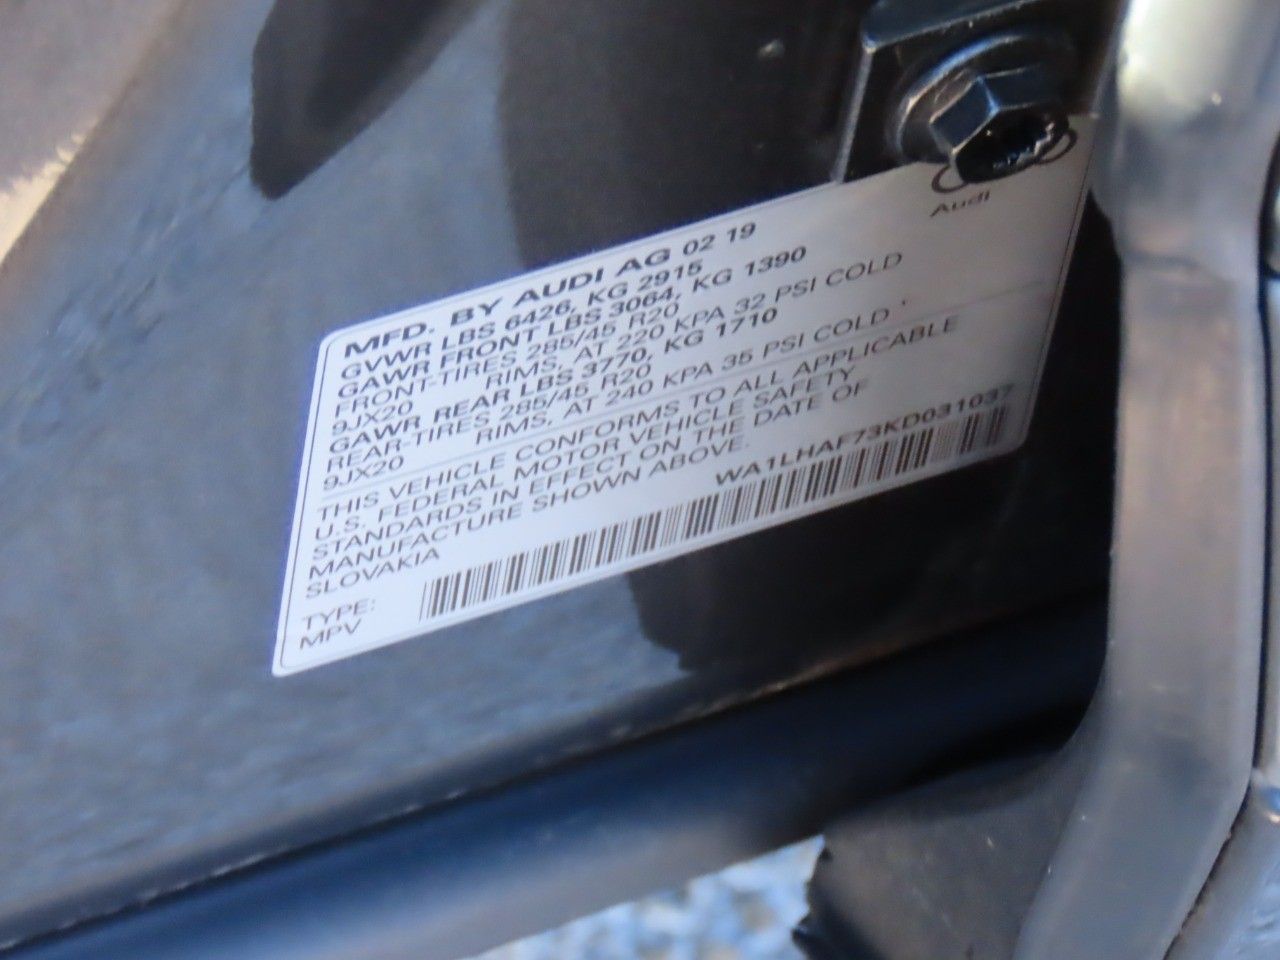 Audi
MFD. BY AUDI AG 02 19
GVWR LBS 6426, KG 2915
GAWR FRONT LBS 3064, KG 1390
FRONT-TIRES 285/45 R20
9JX20 RIMS, AT 220 KPA 32 PSI COLD
GAWR REAR LBS 3770, KG 1710
REAR-TIRES 285/45 R20
9JX20 RIMS, AT 240 KPA 35 PSI COLD .
THIS VEHICLE CONFORMS TO ALL APPLICABLE
U.S. FEDERAL MOTOR VEHICLE SAFETY
STANDARDS IN EFFECT ON THE DATE OF
MANUFACTURE SHOWN ABOVE.
SLOVAKIA
WA1LHAF73KD031037
TYPE:
MPV